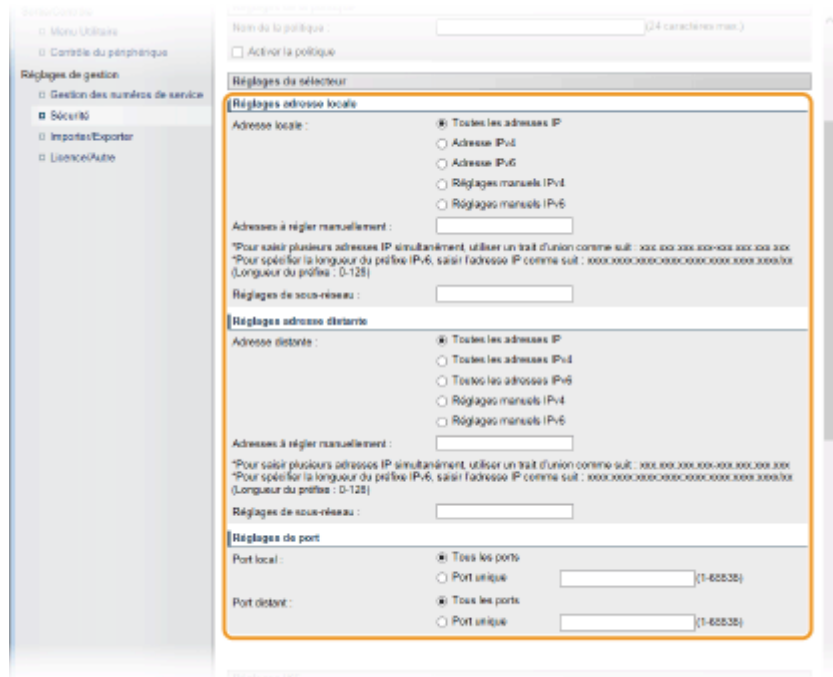 Menu Utilitaire
Contrôle du périphérique
Réglages de gestion
Gestion des numéros de service
Sécurité
Importer/Exporter
Licence/Autre
Nom de la politique :
(24 caractères max.)
Activer la politique
Réglages du sélecteur
Réglages adresse locale
Adresse locale :
Toutes les adresses IP
Adresse IPv4
Adresse IPv6
Réglages manuels IPv4
Réglages manuels IPv6
Adresses à régler manuellement :
*Pour saisir plusieurs adresses IP simultanément, utiliser un trait d'union comme suit : xxx.xxx.xxx.xxx-xxx.xxx.xxx.xxx
*Pour spécifier la longueur du préfixe IPv6, saisir l'adresse IP comme suit : xxxx:xxxx:xxxx:xxxx:xxxx:xxxx:xxxx:xxxx/xx
(Longueur du préfixe : 0-128)
Réglages de sous-réseau :
Réglages adresse distante
Adresse distante :
Toutes les adresses IP
Toutes les adresses IPv4
Toutes les adresses IPv6
Réglages manuels IPv4
Réglages manuels IPv6
Adresses à régler manuellement :
*Pour saisir plusieurs adresses IP simultanément, utiliser un trait d'union comme suit : xxx.xxx.xxx.xxx-xxx.xxx.xxx.xxx
*Pour spécifier la longueur du préfixe IPv6, saisir l'adresse IP comme suit : xxxx:xxxx:xxxx:xxxx:xxxx:xxxx:xxxx:xxxx/xx
(Longueur du préfixe : 0-128)
Réglages de sous-réseau :
Réglages de port
Port local :
Tous les ports
Port unique (1-65535)
Port distant :
Tous les ports
Port unique (1-65535)